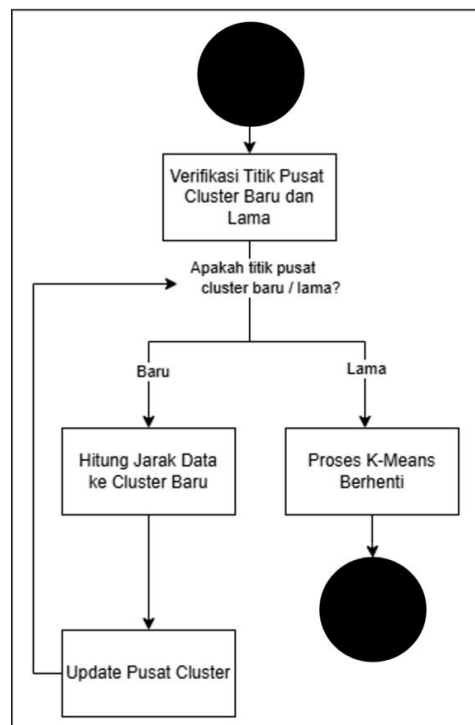 Verifikasi Titik Pusat
Cluster Baru dan
Lama
Apakah titik pusat
cluster baru / lama?
Baru
Lama
Hitung Jarak Data
ke Cluster Baru
Proses K-Means
Berhenti
Update Pusat Cluster